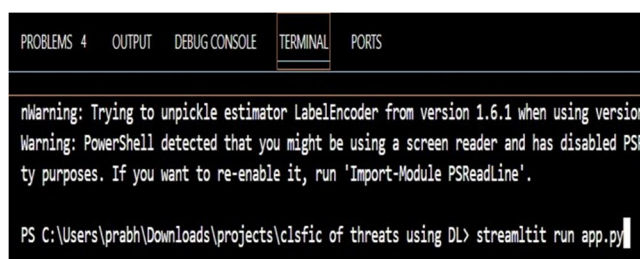 PROBLEMS 4 OUTPUT DEBUG CONSOLE TERMINAL PORTS
nWarning: Trying to unpickle estimator LabelEncoder from version 1.6.1 when using version
Warning: PowerShell detected that you might be using a screen reader and has disabled PSR
ty purposes. If you want to re-enable it, run 'Import-Module PSReadLine'.
PS C:\Users\prabh\Downloads\projects\clsfic of threats using DL> streamltit run app.py